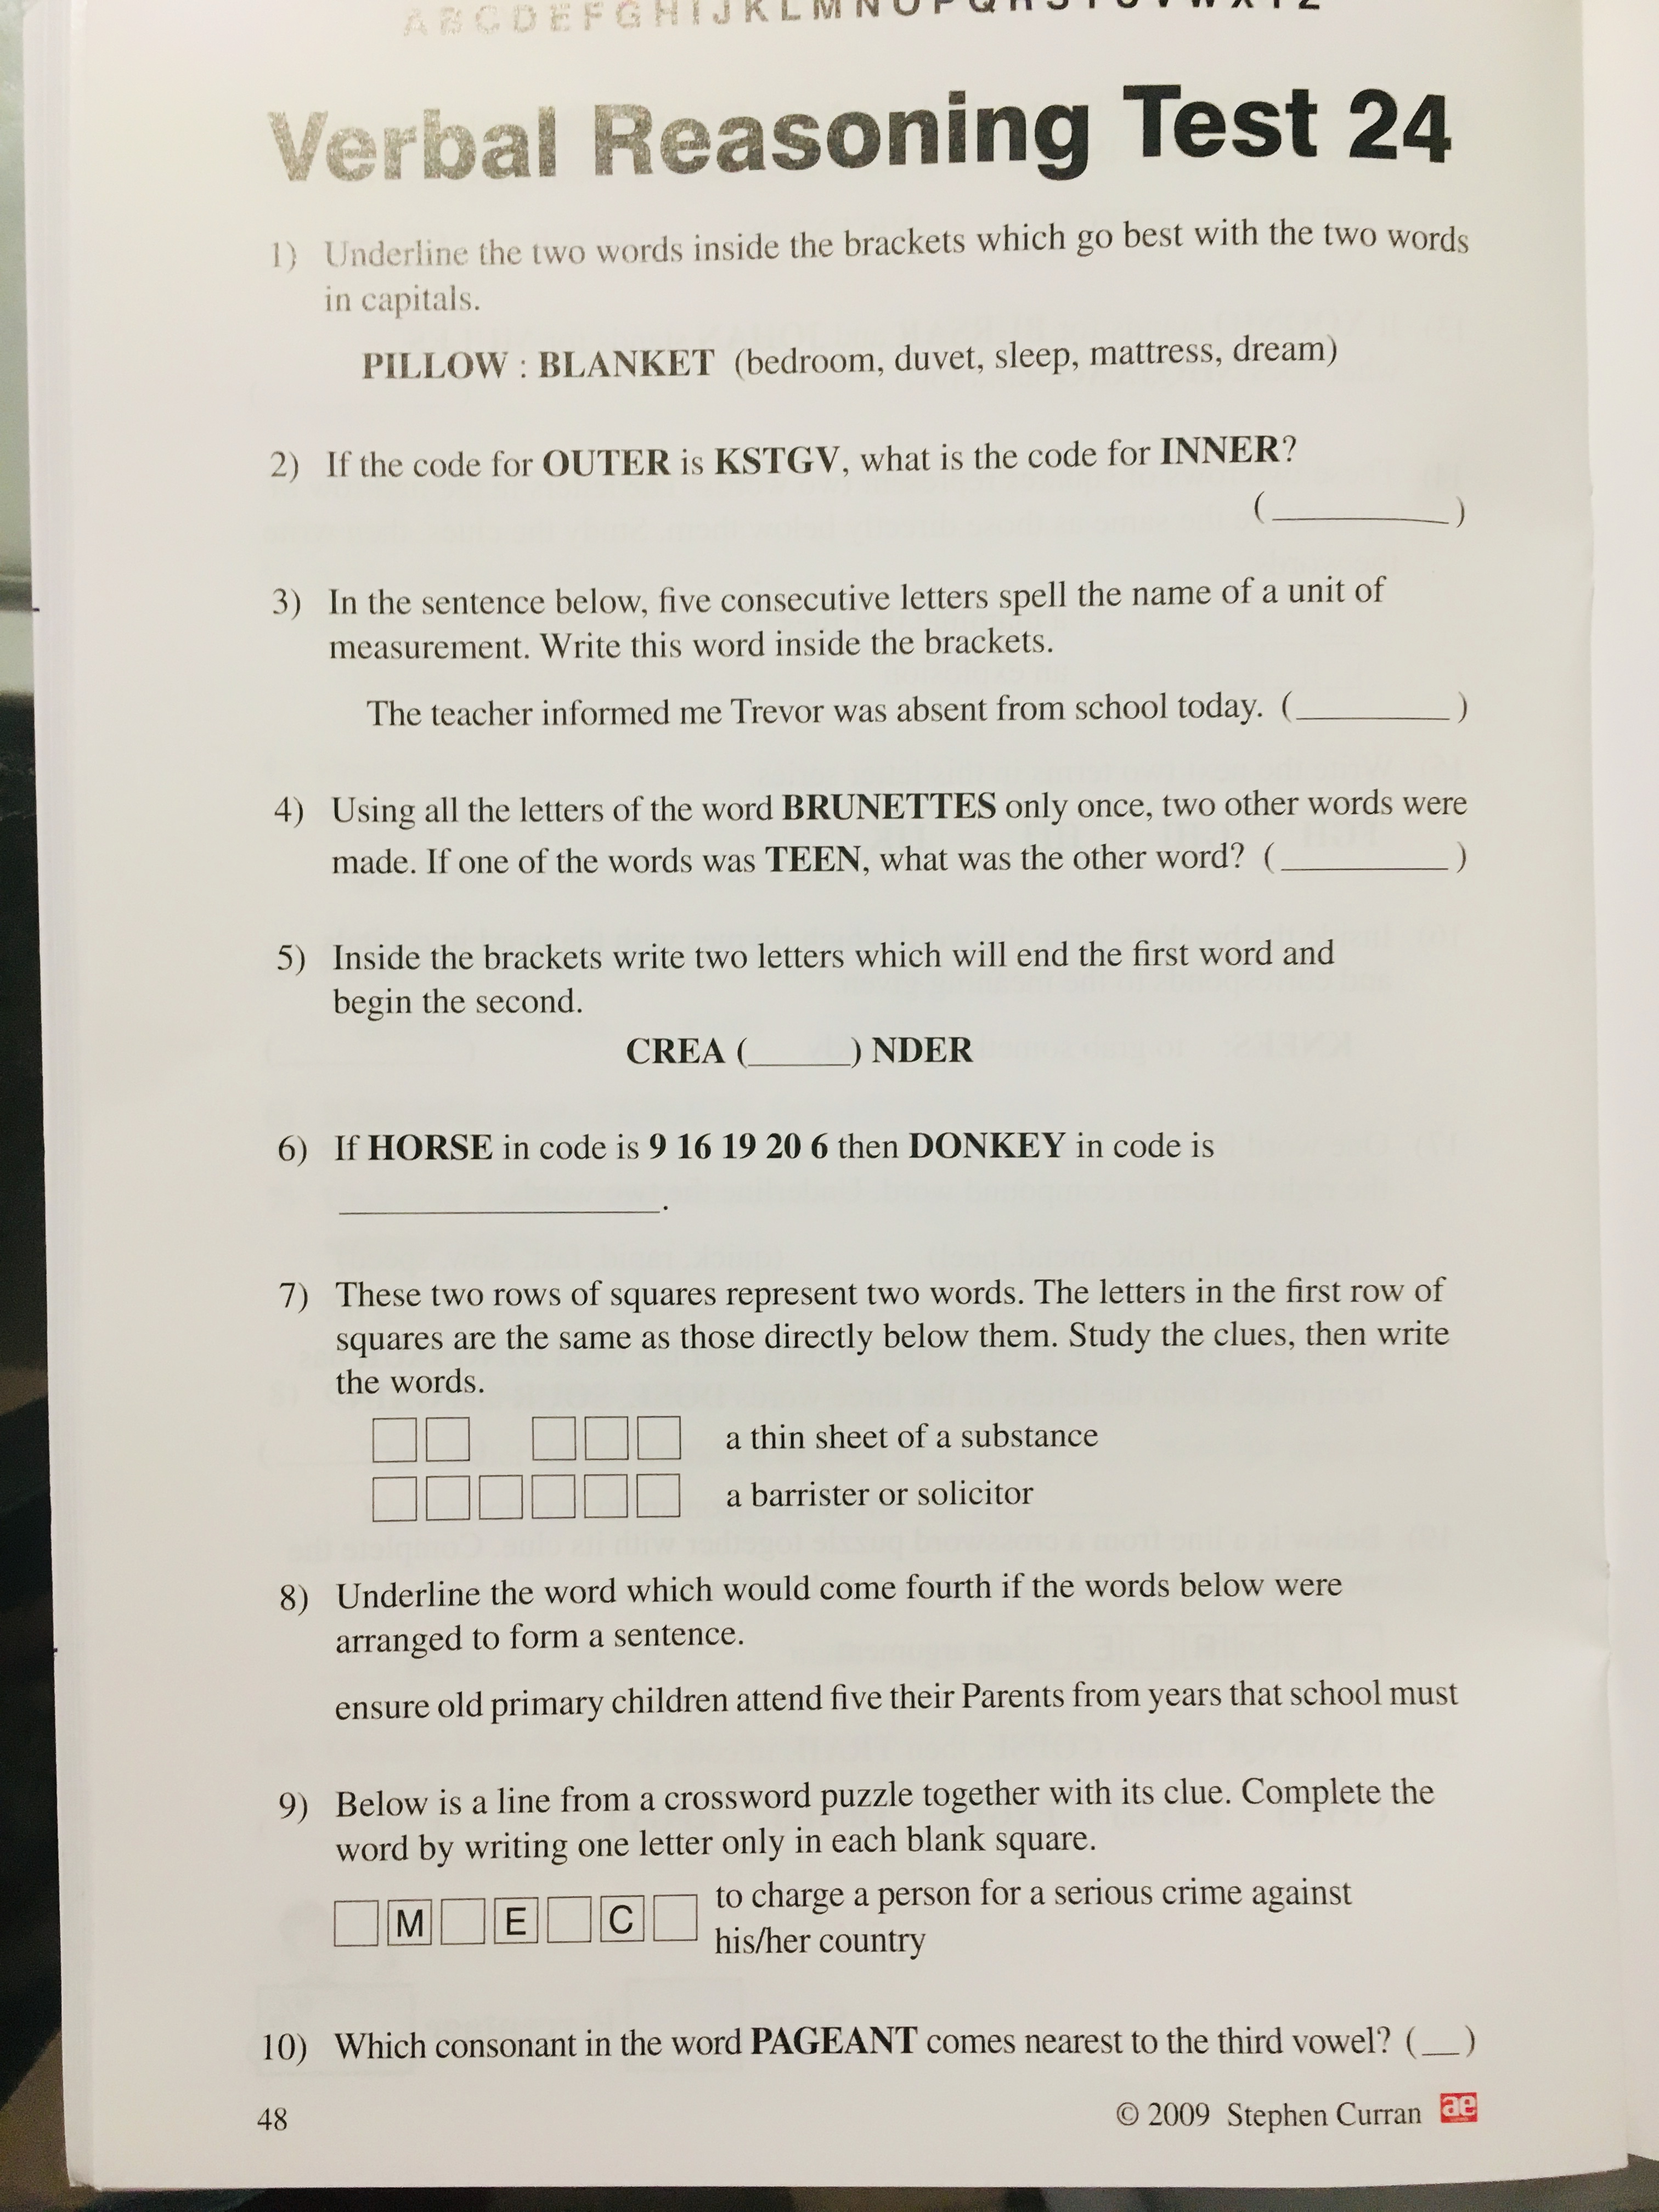 A B C D E F G H I J K L M N O P Q R S T U V W X Y Z
Verbal Reasoning Test 24
1) Underline the two words inside the brackets which go best with the two words
in capitals.
PILLOW : BLANKET (bedroom, duvet, sleep, mattress, dream)
2) If the code for OUTER is KSTGV, what is the code for INNER?
(__________)
3) In the sentence below, five consecutive letters spell the name of a unit of
measurement. Write this word inside the brackets.
The teacher informed me Trevor was absent from school today. (_________)
4) Using all the letters of the word BRUNETTES only once, two other words were
made. If one of the words was TEEN, what was the other word? (__________)
5) Inside the brackets write two letters which will end the first word and
begin the second.
CREA (______) NDER
6) If HORSE in code is 9 16 19 20 6 then DONKEY in code is
___________________.
7) These two rows of squares represent two words. The letters in the first row of
squares are the same as those directly below them. Study the clues, then write
the words.
a thin sheet of a substance
a barrister or solicitor
8) Underline the word which would come fourth if the words below were
arranged to form a sentence.
ensure old primary children attend five their Parents from years that school must
9) Below is a line from a crossword puzzle together with its clue. Complete the
word by writing one letter only in each blank square.
M E C to charge a person for a serious crime against
his/her country
10) Which consonant in the word PAGEANT comes nearest to the third vowel? (__)
48 © 2009 Stephen Curran ae